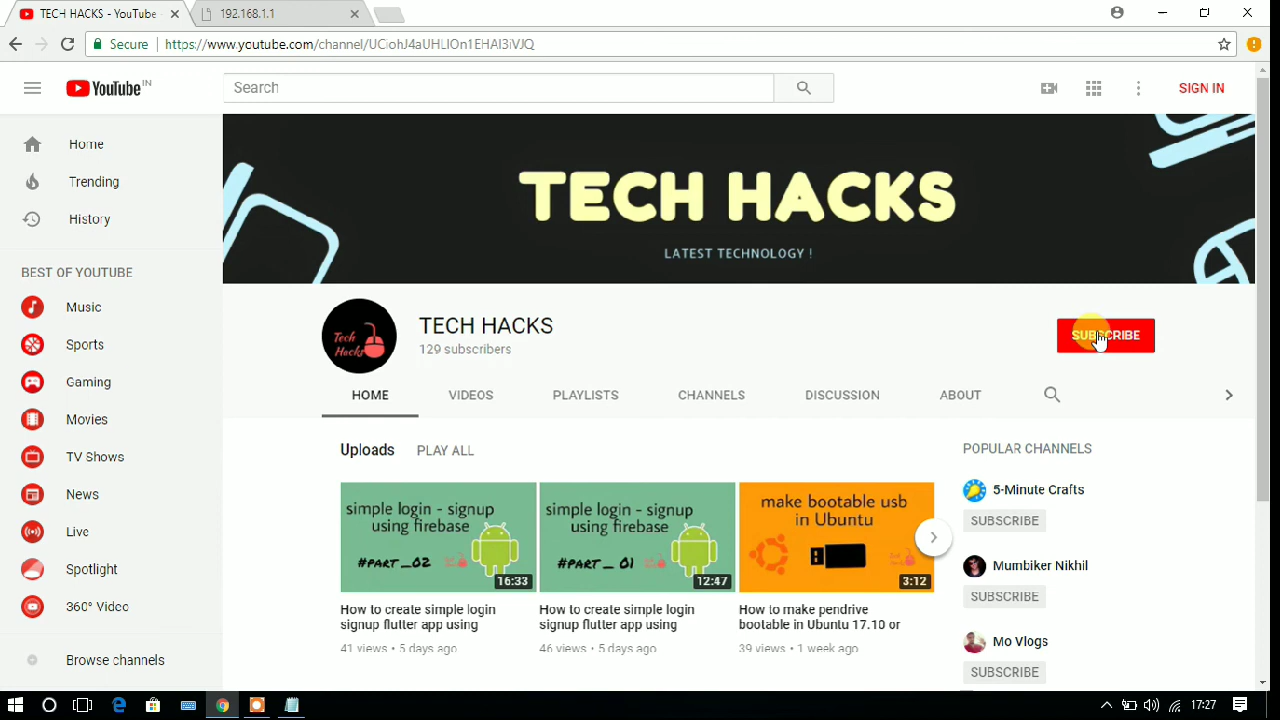 TECH HACKS - YouTube
192.168.1.1
Secure
YouTube IN
Search
SIGN IN
Home
Trending
History
BEST OF YOUTUBE
Music
Sports
Gaming
Movies
TV Shows
News
Live
Spotlight
360° Video
Browse channels
TECH HACKS
LATEST TECHNOLOGY !
Tech
Hacks
TECH HACKS
129 subscribers
SUBSCRIBE
HOME
VIDEOS
PLAYLISTS
CHANNELS
DISCUSSION
ABOUT
Uploads
PLAY ALL
simple login - signup
using firebase
#PART_02
16:33
How to create simple login
signup flutter app using
41 views • 5 days ago
simple login - signup
using firebase
#PART_01
12:47
How to create simple login
signup flutter app using
46 views • 5 days ago
make bootable usb
in Ubuntu
3:12
How to make pendrive
bootable in Ubuntu 17.10 or
39 views • 1 week ago
POPULAR CHANNELS
5-Minute Crafts
SUBSCRIBE
Mumbiker Nikhil
SUBSCRIBE
Mo Vlogs
SUBSCRIBE
17:27